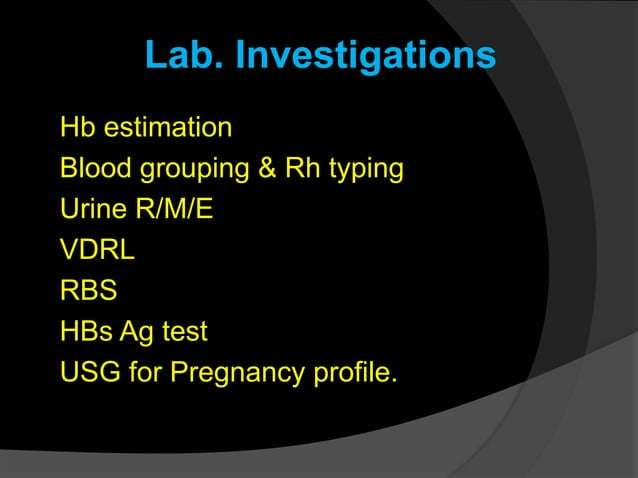 Lab. Investigations
Hb estimation
Blood grouping & Rh typing
Urine R/M/E
VDRL
RBS
HBs Ag test
USG for Pregnancy profile.